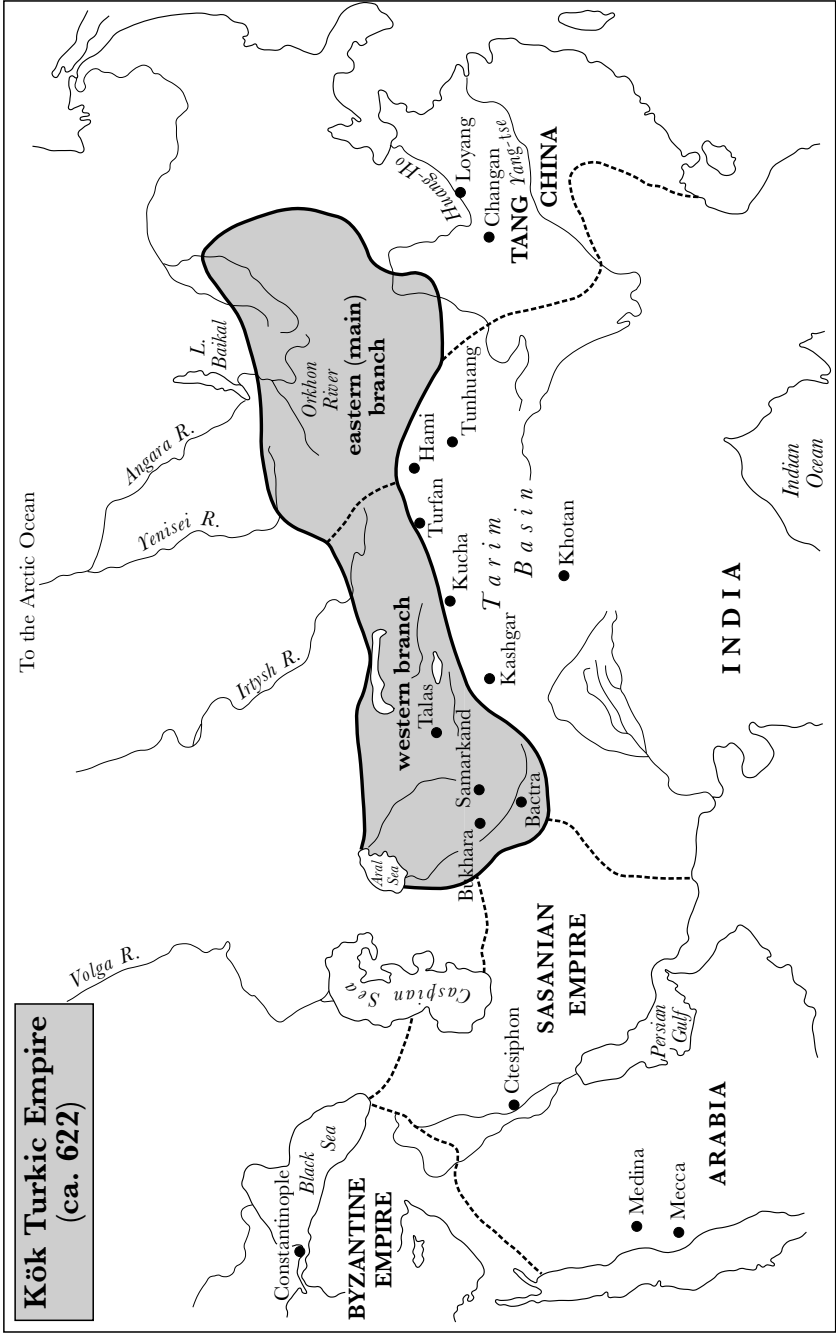 Kök Turkic Empire
(ca. 622)
To the Arctic Ocean
Volga R.
Irtysh R.
Yenisei R.
Angara R.
L.
Baikal
Orkhon
River
eastern (main)
branch
western branch
Talas
Aral
Sea
Caspian Sea
Black
Sea
Constantinople
BYZANTINE
EMPIRE
Bukhara
Samarkand
Bactra
Kashgar
Kucha
Turfan
Hami
Tunhuang
Tarim
Basin
Khotan
Huang-Ho
Loyang
Changan
TANG
Yang-tse
CHINA
SASANIAN
EMPIRE
Ctesiphon
Persian
Gulf
Medina
Mecca
ARABIA
INDIA
Indian
Ocean